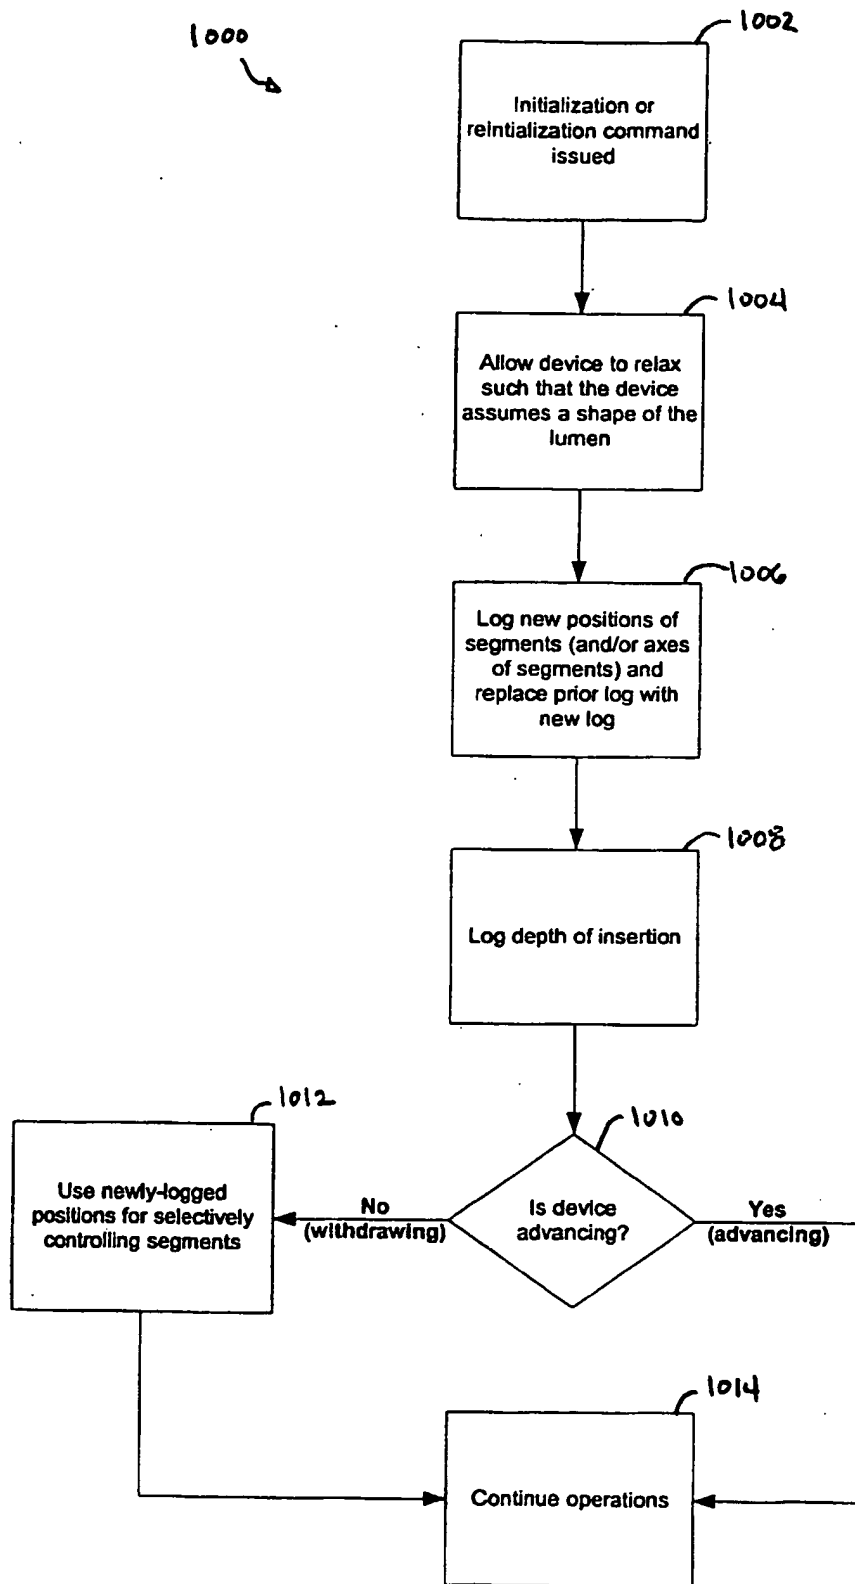 1000
1002
Initialization or
reintialization command
issued
1004
Allow device to relax
such that the device
assumes a shape of the
lumen
1006
Log new positions of
segments (and/or axes
of segments) and
replace prior log with
new log
1008
Log depth of insertion
1010
Is device
advancing?
No
(withdrawing)
Yes
(advancing)
1012
Use newly-logged
positions for selectively
controlling segments
1014
Continue operations